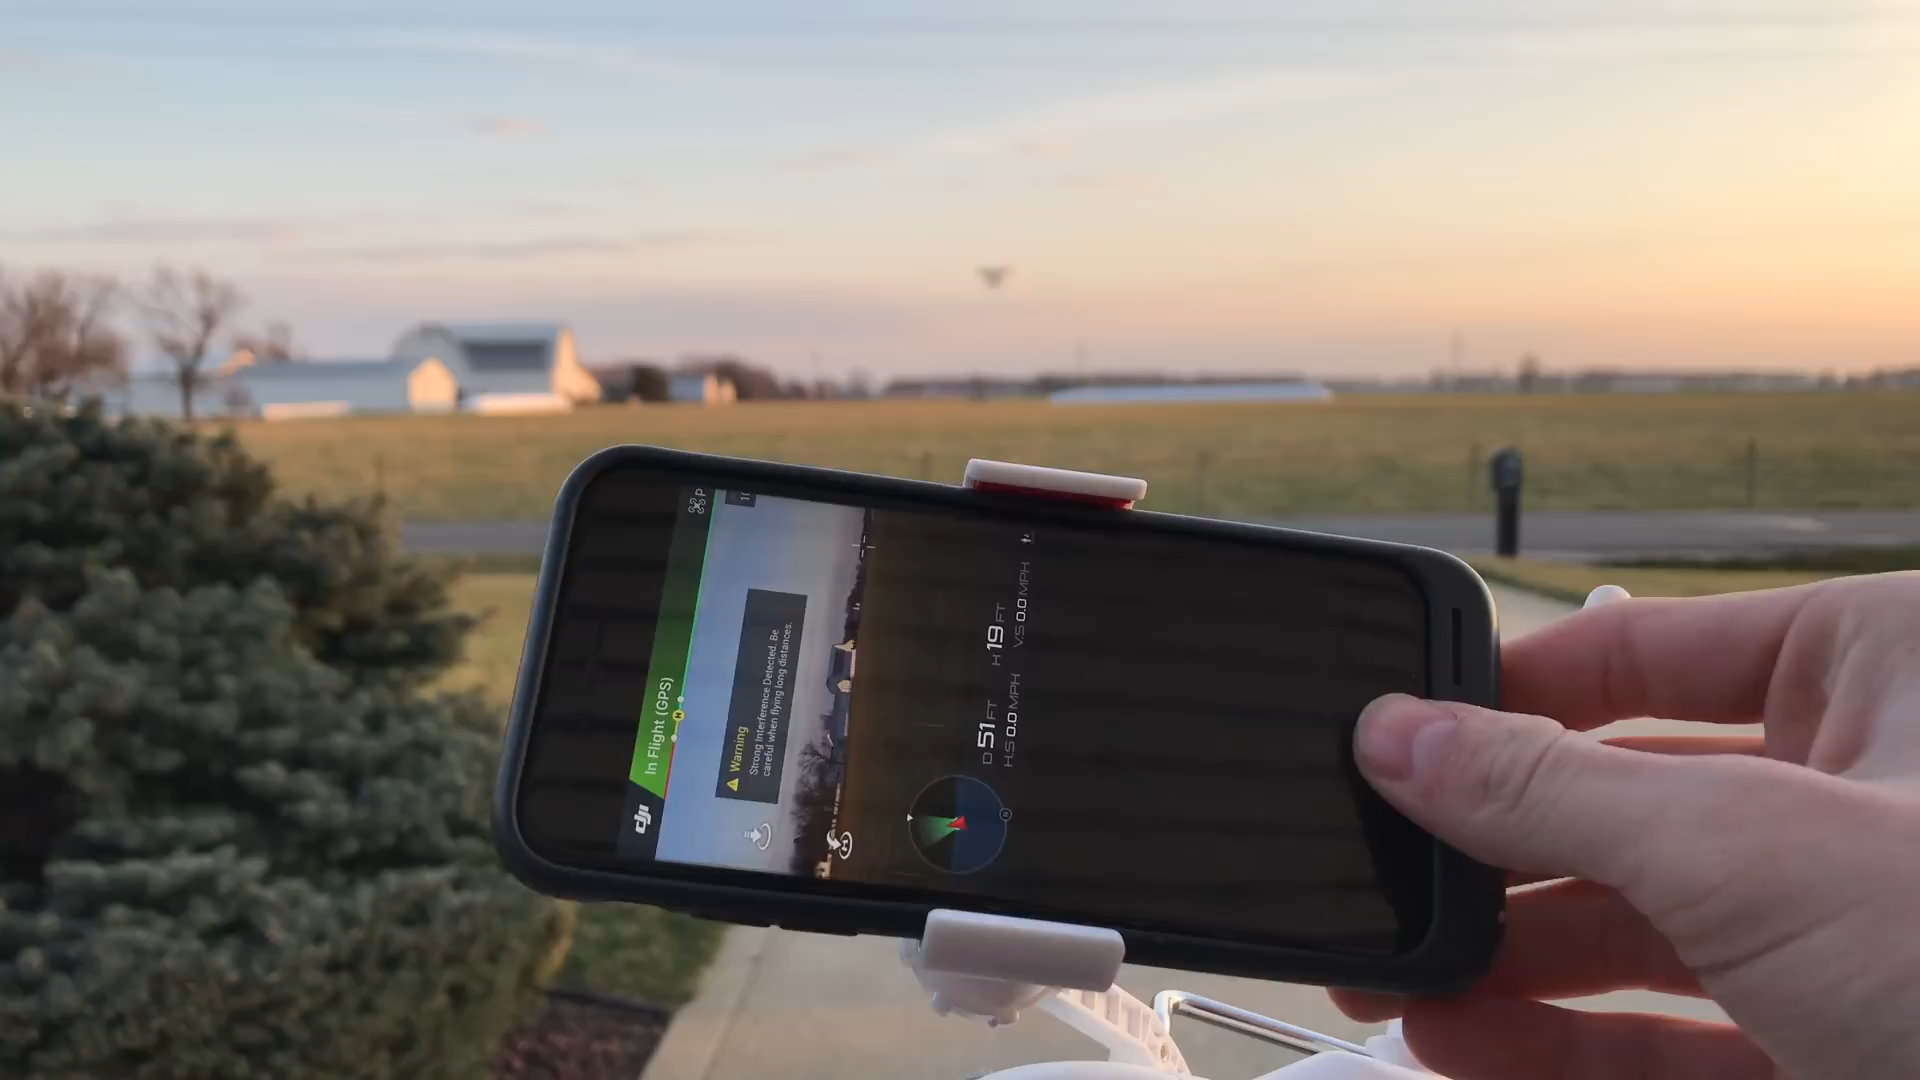 dji
In Flight (GPS)
P
Warning
Strong Interference Detected. Be
careful when flying long distances.
D 51 FT
H 19 FT
H.S 0.0 MPH
V.S 0.0 MPH
H
N